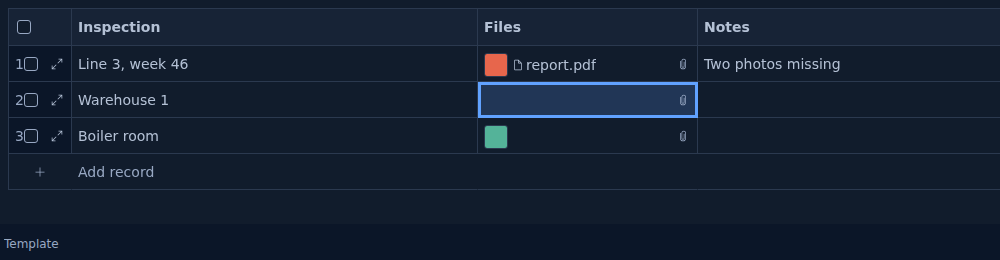 Inspection Files Notes
1 Line 3, week 46 report.pdf Two photos missing
2 Warehouse 1
3 Boiler room
+ Add record
Template